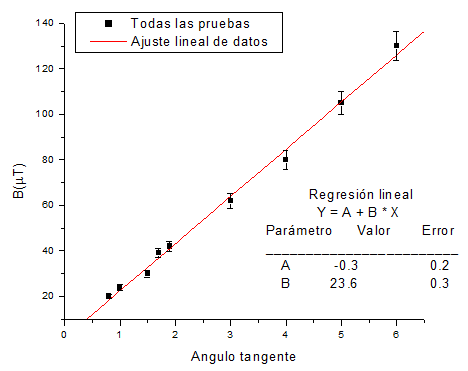 Todas las pruebas
Ajuste lineal de datos
140
120
100
80
60
40
20
B(μT)
Regresión lineal
Y = A + B * X
Parámetro Valor Error
A -0.3 0.2
B 23.6 0.3
0 1 2 3 4 5 6
Angulo tangente